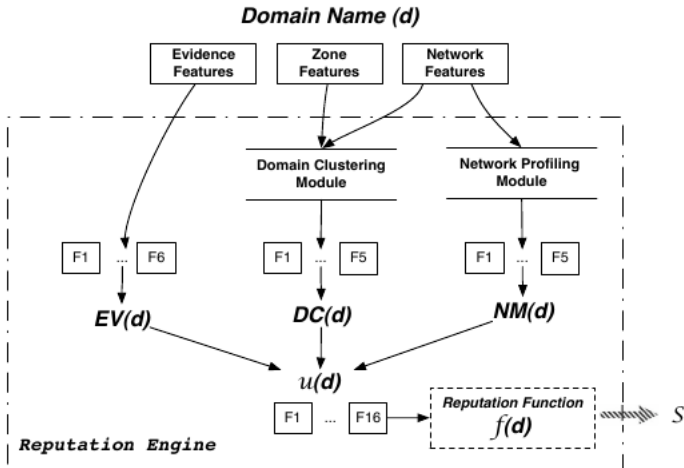 Domain Name (d)
Evidence
Features
Zone
Features
Network
Features
Domain Clustering
Module
Network Profiling
Module
F1 ... F6
F1 ... F5
F1 ... F5
EV(d)
DC(d)
NM(d)
u(d)
F1 ... F16
Reputation Function
f(d)
S
Reputation Engine